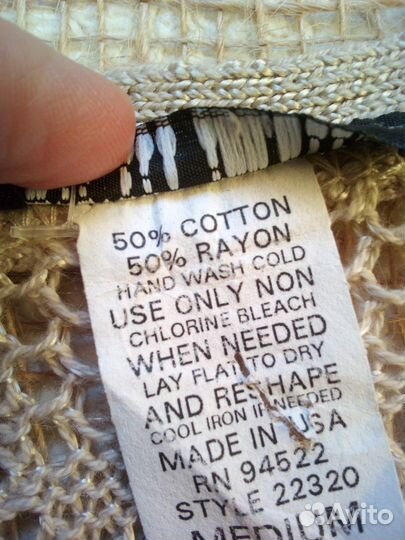 50% COTTON
50% RAYON
HAND WASH COLD
USE ONLY NON
CHLORINE BLEACH
WHEN NEEDED
LAY FLAT TO DRY
AND RESHAPE
COOL IRON IF NEEDED
MADE IN USA
RN 94522
STYLE 22320
MEDIUM
Avito